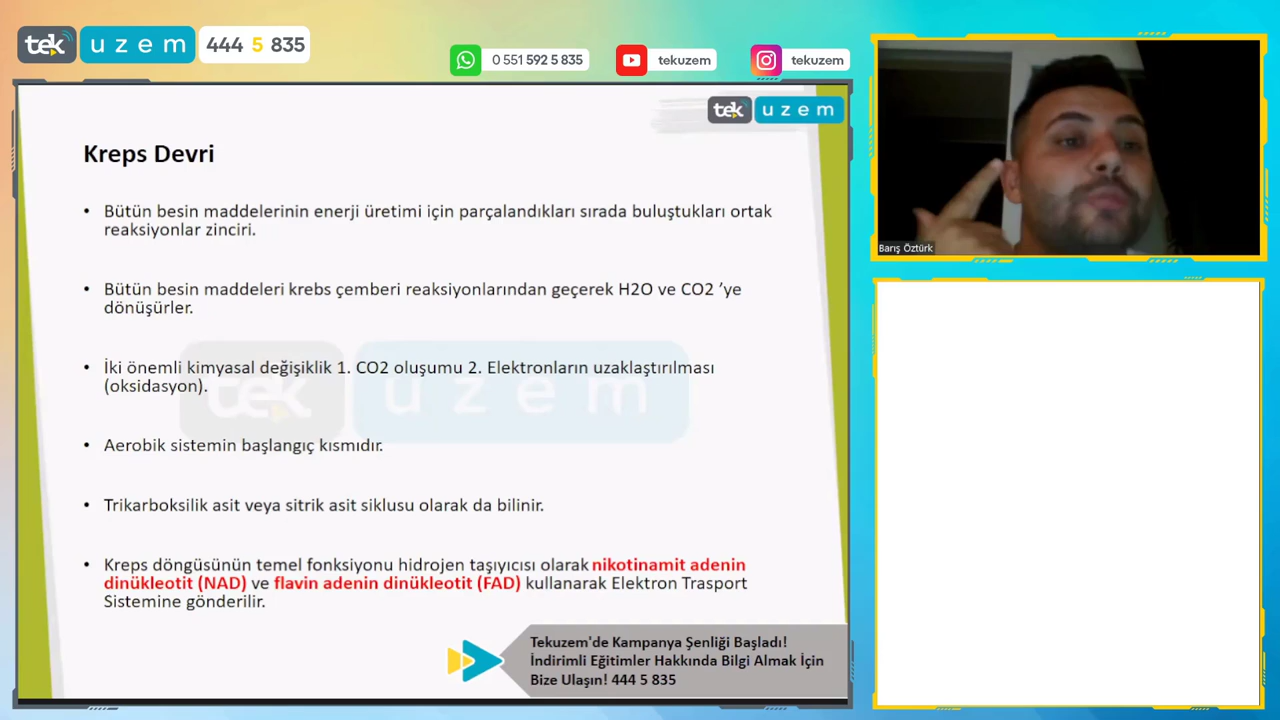 tek uzem 444 5 835
0 551 592 5 835
tekuzem
tekuzem
tek uzem
Kreps Devri
• Bütün besin maddelerinin enerji üretimi için parçalandıkları sırada buluştukları ortak
reaksiyonlar zinciri.
• Bütün besin maddeleri krebs çemberi reaksiyonlarından geçerek H2O ve CO2 ’ye
dönüşürler.
• İki önemli kimyasal değişiklik 1. CO2 oluşumu 2. Elektronların uzaklaştırılması
(oksidasyon).
tek uzem
• Aerobik sistemin başlangıç kısmıdır.
• Trikarboksilik asit veya sitrik asit siklusu olarak da bilinir.
• Kreps döngüsünün temel fonksiyonu hidrojen taşıyıcısı olarak nikotinamit adenin
dinükleotit (NAD) ve flavin adenin dinükleotit (FAD) kullanarak Elektron Trasport
Sistemine gönderilir.
Tekuzem'de Kampanya Şenliği Başladı!
İndirimli Eğitimler Hakkında Bilgi Almak İçin
Bize Ulaşın! 444 5 835
Barış Öztürk